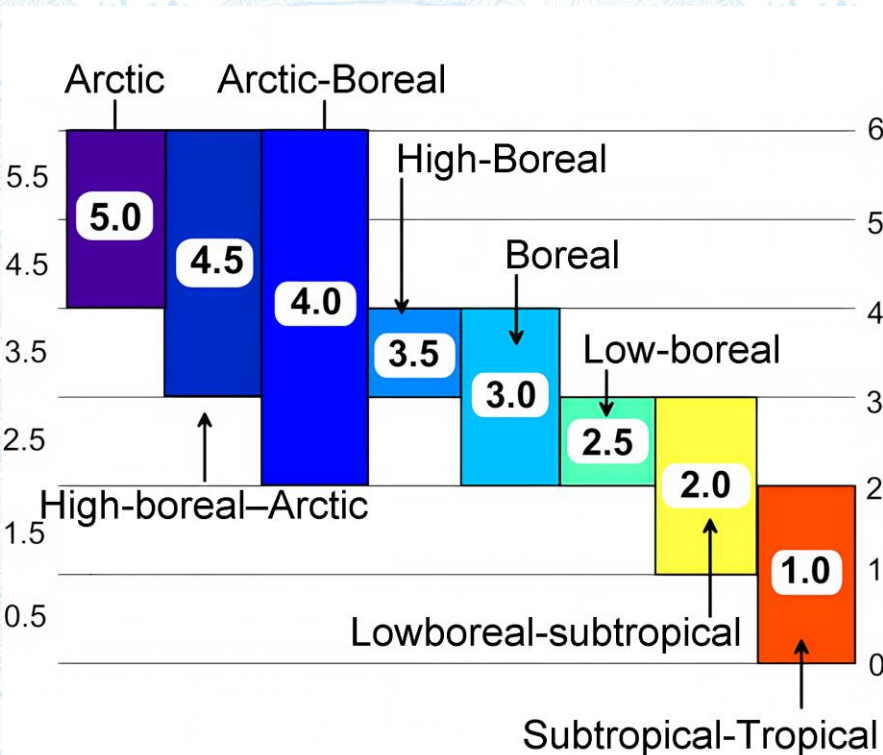 Arctic
Arctic-Boreal
6
High-Boreal
5.5
5.0
5
Boreal
4.5
4.5
4.0
4
3.5
3.5
Low-boreal
3.0
3
2.5
2.5
2.0
2
High-boreal–Arctic
1.5
1.0
1
0.5
Lowboreal-subtropical
0
Subtropical-Tropical